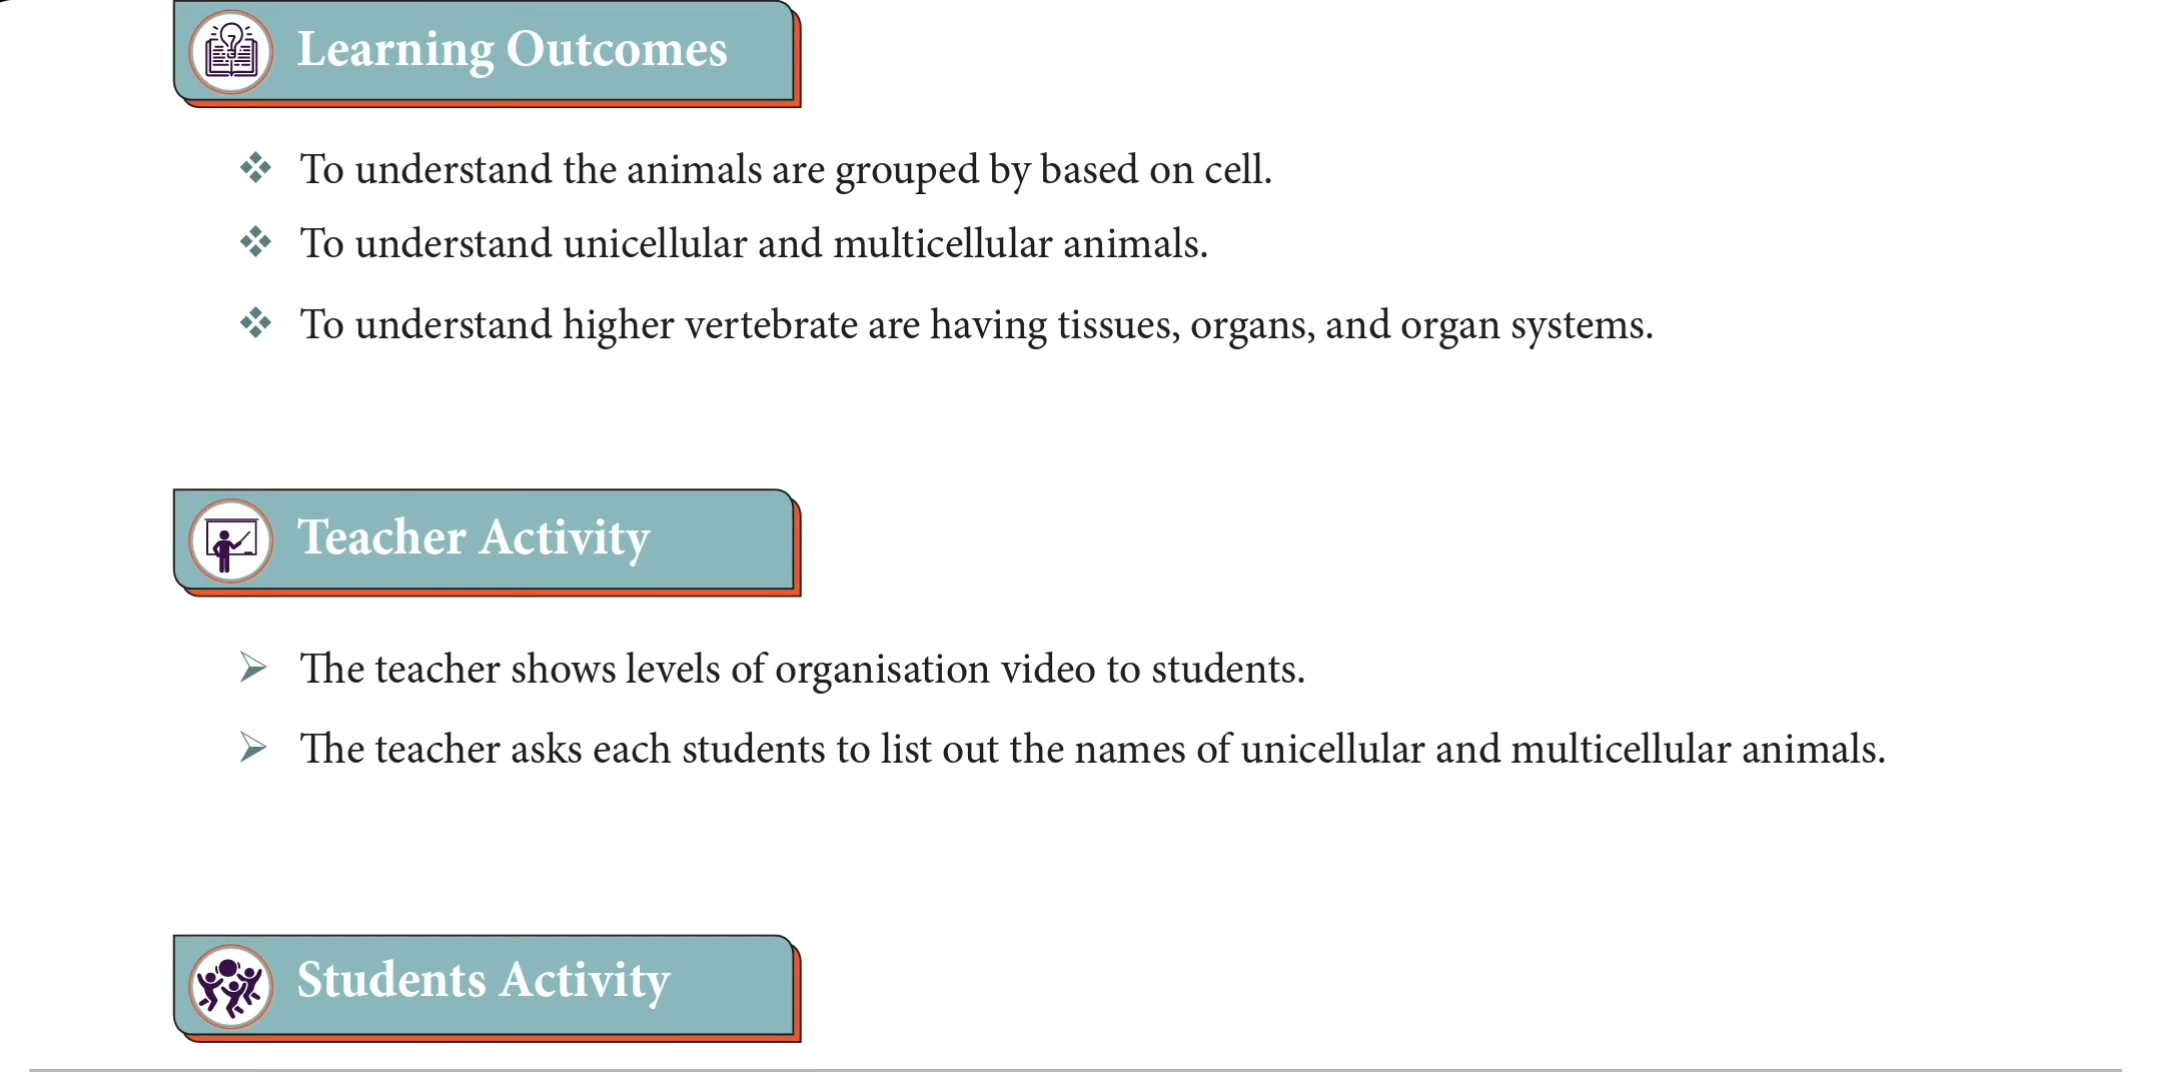 Learning Outcomes
To understand the animals are grouped by based on cell.
To understand unicellular and multicellular animals.
To understand higher vertebrate are having tissues, organs, and organ systems.
Teacher Activity
The teacher shows levels of organisation video to students.
The teacher asks each students to list out the names of unicellular and multicellular animals.
Students Activity